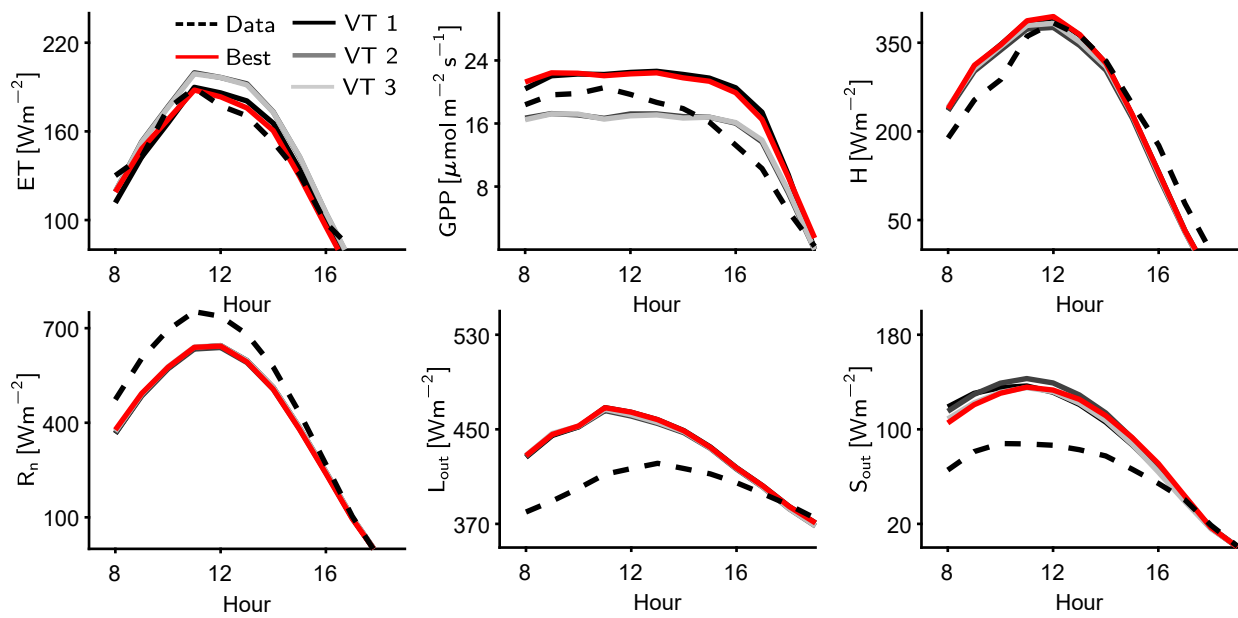 Data
Best
VT 1
VT 2
VT 3
ET [Wm−2]
220
160
100
8 12 16
Hour
GPP [μmol m−2 s−1]
24
16
8
8 12 16
Hour
H [Wm−2]
350
200
50
8 12 16
Hour
Rn [Wm−2]
700
400
100
8 12 16
Hour
Lout [Wm−2]
530
450
370
8 12 16
Hour
Sout [Wm−2]
180
100
20
8 12 16
Hour